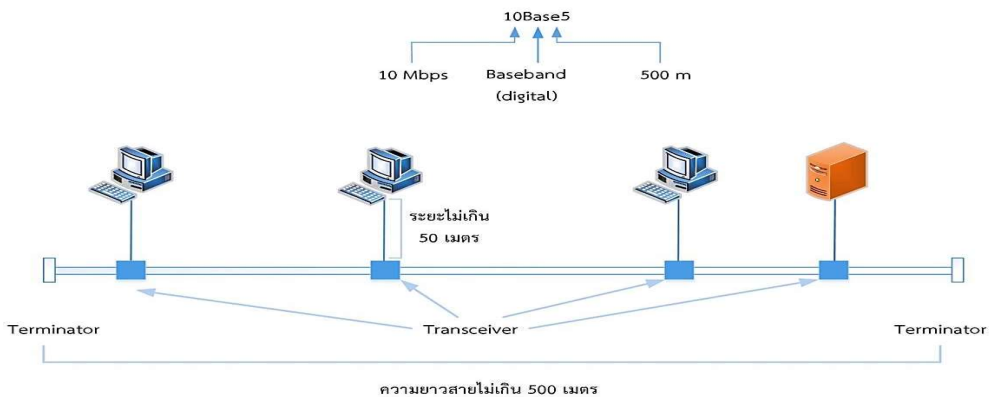 10Base5
10 Mbps Baseband 500 m
(digital)
ระยะไม่เกิน
50 เมตร
Terminator Transceiver Terminator
ความยาวสายไม่เกิน 500 เมตร